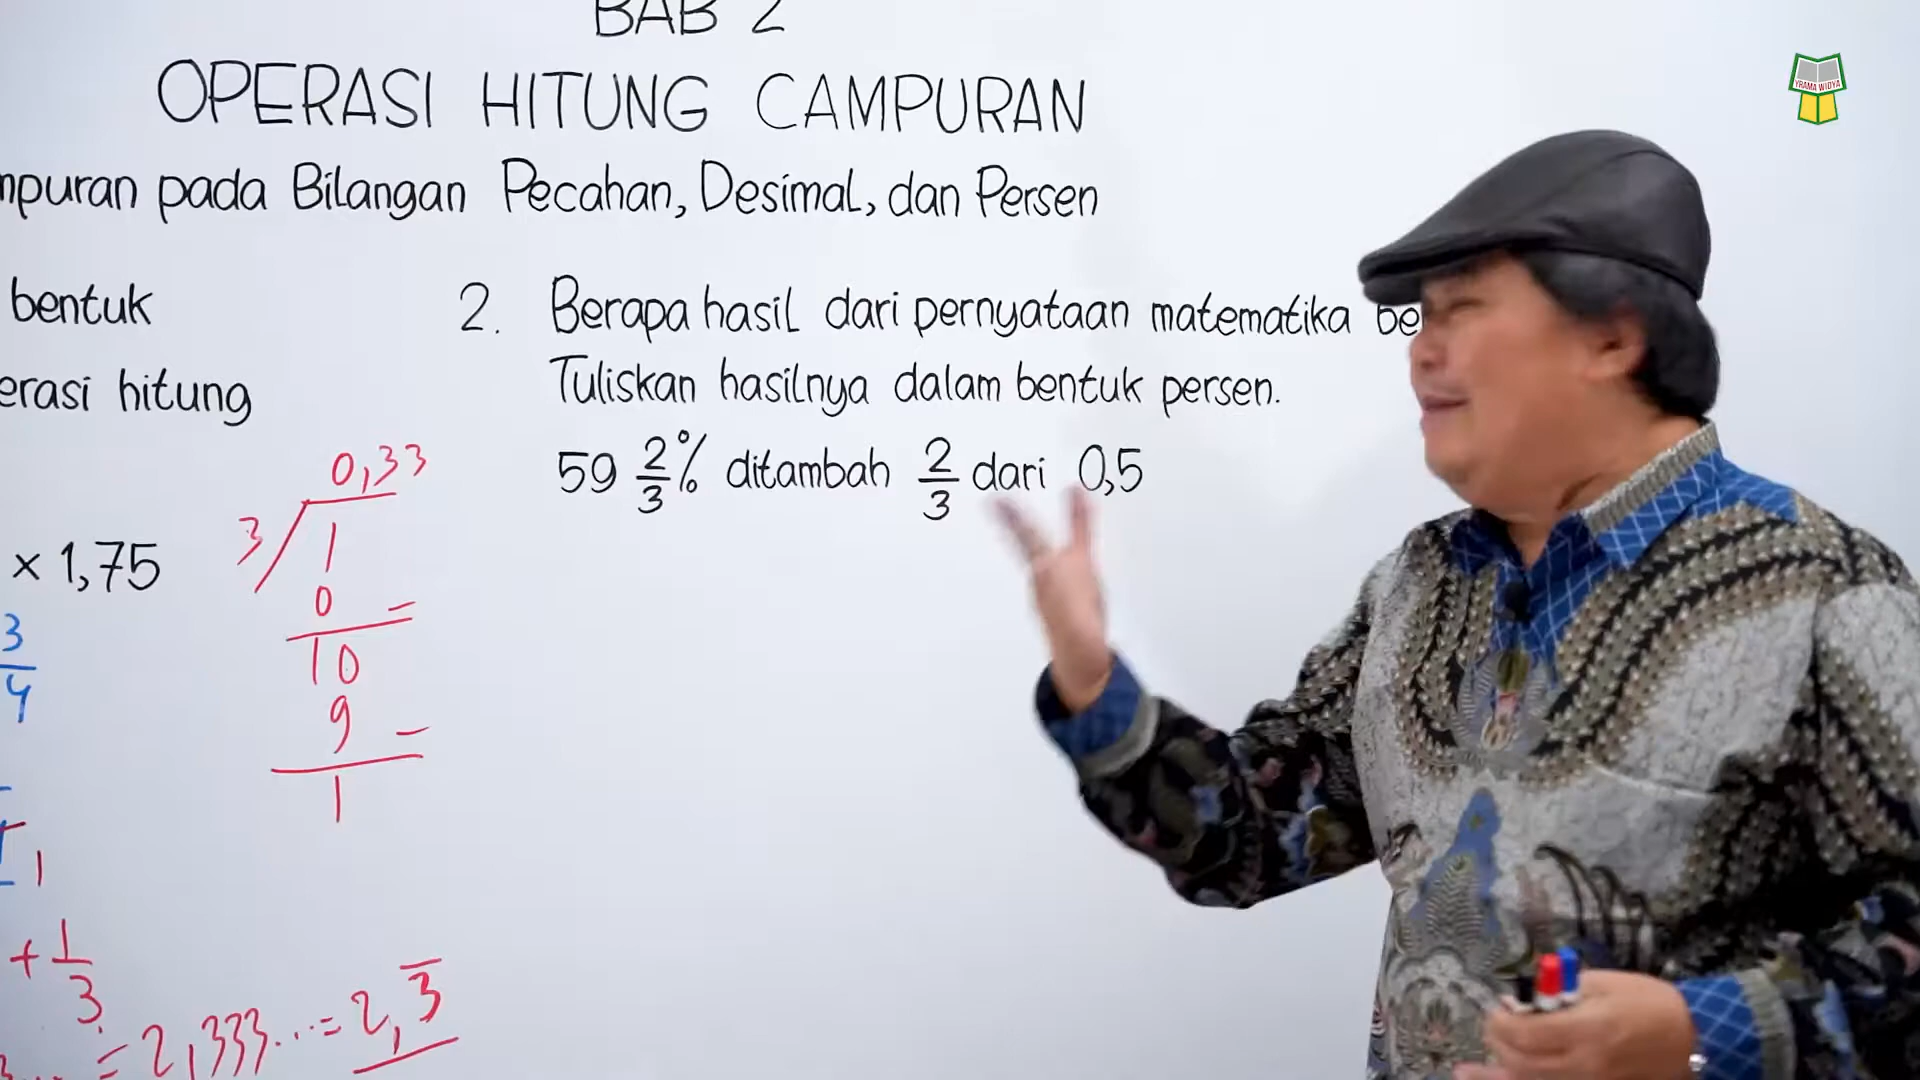 BAB 2
OPERASI HITUNG CAMPURAN
mpuran pada Bilangan Pecahan, Desimal, dan Persen
bentuk
erasi hitung
× 1,75
3
4
1
+ 1
3
= 2,333... = 2,3̅
0,33
3 1
0 –
10
9 –
1
2. Berapa hasil dari pernyataan matematika be
Tuliskan hasilnya dalam bentuk persen.
59 2/3 % ditambah 2/3 dari 0,5
YRAMA WIDYA